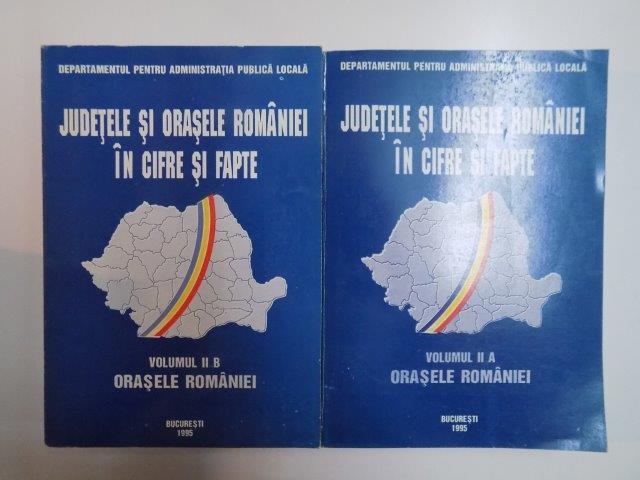 DEPARTAMENTUL PENTRU ADMINISTRAȚIA PUBLICĂ LOCALĂ
JUDEȚELE ȘI ORAȘELE ROMÂNIEI
ÎN CIFRE ȘI FAPTE
VOLUMUL II B
ORAȘELE ROMÂNIEI
BUCUREȘTI
1995
DEPARTAMENTUL PENTRU ADMINISTRAȚIA PUBLICĂ LOCALĂ
JUDEȚELE ȘI ORAȘELE ROMÂNIEI
ÎN CIFRE ȘI FAPTE
VOLUMUL II A
ORAȘELE ROMÂNIEI
BUCUREȘTI
1995